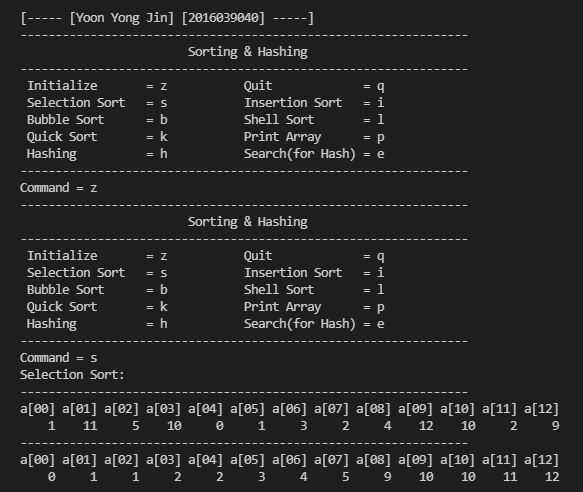 [----- [Yoon Yong Jin] [2016039040] -----]
----------------------------------------------------------------
                        Sorting & Hashing
----------------------------------------------------------------
 Initialize       = z           Quit             = q
 Selection Sort   = s           Insertion Sort   = i
 Bubble Sort      = b           Shell Sort       = l
 Quick Sort       = k           Print Array      = p
 Hashing          = h           Search(for Hash) = e
----------------------------------------------------------------
Command = z
----------------------------------------------------------------
                        Sorting & Hashing
----------------------------------------------------------------
 Initialize       = z           Quit             = q
 Selection Sort   = s           Insertion Sort   = i
 Bubble Sort      = b           Shell Sort       = l
 Quick Sort       = k           Print Array      = p
 Hashing          = h           Search(for Hash) = e
----------------------------------------------------------------
Command = s
Selection Sort:
----------------------------------------------------------------
a[00] a[01] a[02] a[03] a[04] a[05] a[06] a[07] a[08] a[09] a[10] a[11] a[12]
    1    11     5    10     0     1     3     2     4    12    10     2     9
----------------------------------------------------------------
a[00] a[01] a[02] a[03] a[04] a[05] a[06] a[07] a[08] a[09] a[10] a[11] a[12]
    0     1     1     2     2     3     4     5     9    10    10    11    12